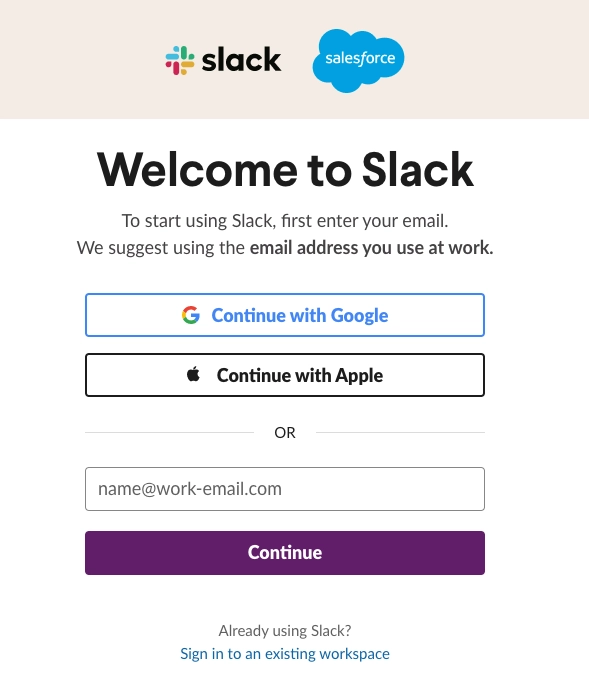 slack
salesforce
Welcome to Slack
To start using Slack, first enter your email.
We suggest using the email address you use at work.
Continue with Google
Continue with Apple
OR
name@work-email.com
Continue
Already using Slack?
Sign in to an existing workspace